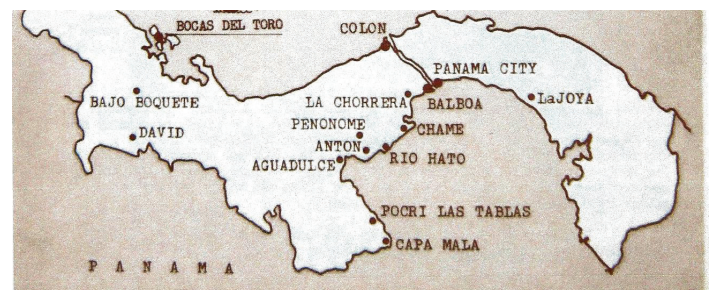 BOCAS DEL TORO
COLON
PANAMA CITY
BAJO BOQUETE
LA CHORRERA
BALBOA
LaJOYA
DAVID
PENONOME
CHAME
ANTON
RIO HATO
AGUADULCE
POCRI LAS TABLAS
CAPA MALA
PANAMA